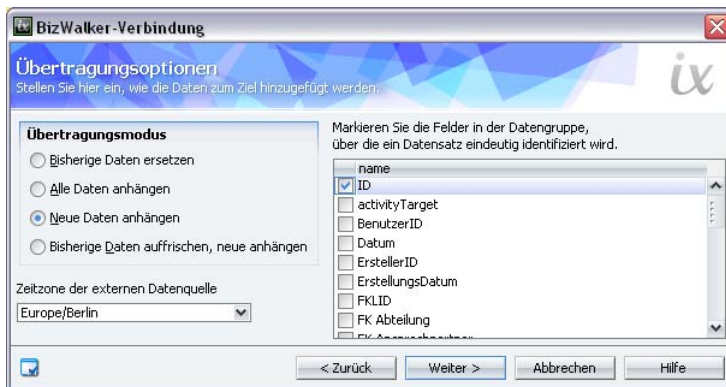 ix BizWalker-Verbindung
Übertragungsoptionen
Stellen Sie hier ein, wie die Daten zum Ziel hinzugefügt werden.
ix
Übertragungsmodus
Bisherige Daten ersetzen
Alle Daten anhängen
Neue Daten anhängen
Bisherige Daten auffrischen, neue anhängen
Zeitzone der externen Datenquelle
Europe/Berlin
Markieren Sie die Felder in der Datengruppe,
über die ein Datensatz eindeutig identifiziert wird.
name
ID
activityTarget
BenutzerID
Datum
ErstellerID
ErstellungsDatum
FKLID
FK Abteilung
FK Ansprechpartner
< Zurück
Weiter >
Abbrechen
Hilfe